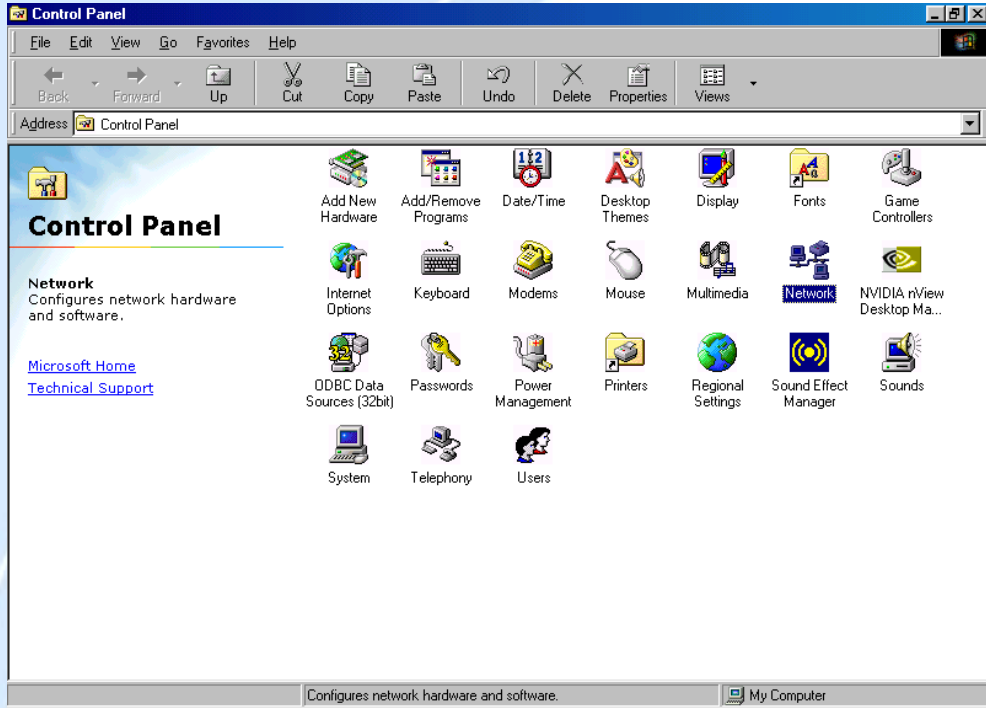 Control Panel
File Edit View Go Favorites Help
Back Forward Up Cut Copy Paste Undo Delete Properties Views
Address Control Panel
Control Panel
Network
Configures network hardware
and software.
Microsoft Home
Technical Support
Add New
Hardware
Add/Remove
Programs
Date/Time
Desktop
Themes
Display
Fonts
Game
Controllers
Internet
Options
Keyboard
Modems
Mouse
Multimedia
Network
NVIDIA nView
Desktop Ma...
ODBC Data
Sources (32bit)
Passwords
Power
Management
Printers
Regional
Settings
Sound Effect
Manager
Sounds
System
Telephony
Users
Configures network hardware and software.
My Computer